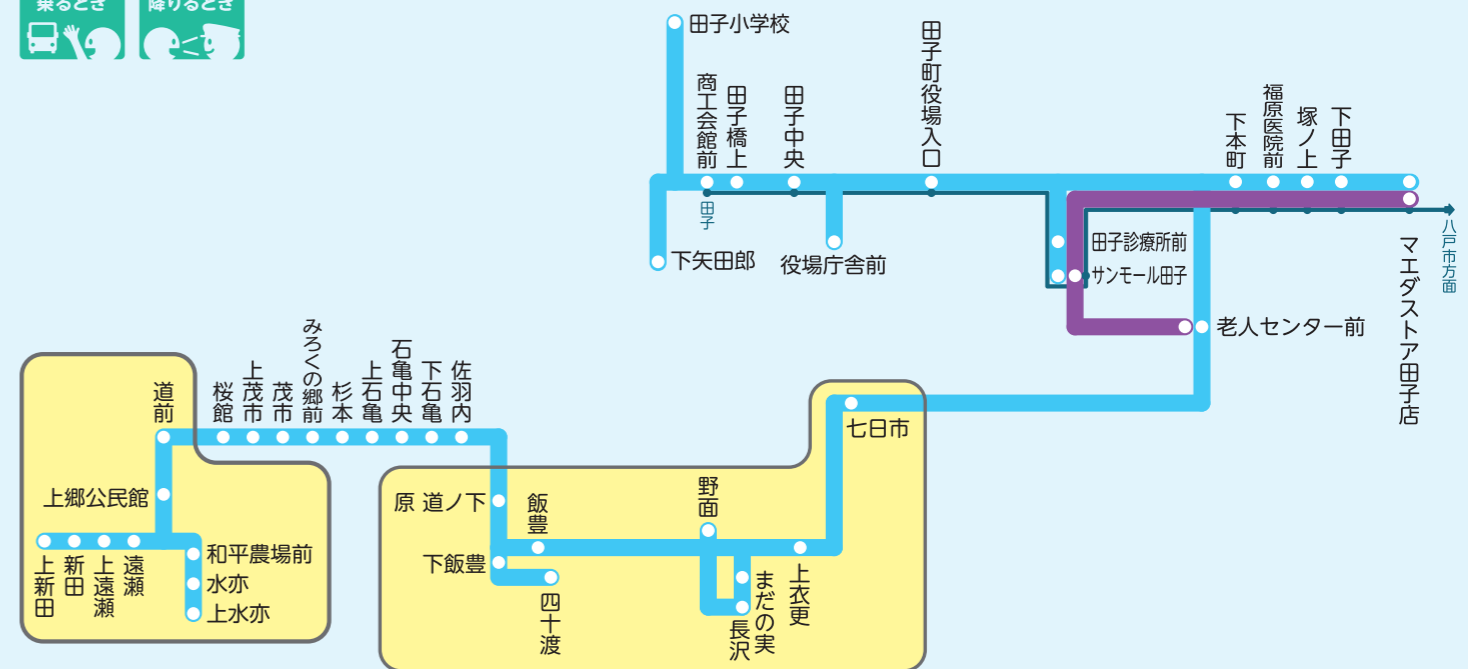 乗るとき
降りるとき
田子小学校
商工会館前
田子橋上
田子中央
田子町役場入口
下本町
福原医院前
塚ノ上
下田子
田子
下矢田郎
役場庁舎前
田子診療所前
サンモール田子
マエダストア田子店
八戸市方面
老人センター前
道前
桜館
上茂市
茂市
みろくの郷前
杉本
上石亀
石亀中央
下石亀
佐羽内
七日市
上郷公民館
原 道ノ下
飯豊
野面
上新田
新田
上遠瀬
遠瀬
和平農場前
水亦
上水亦
下飯豊
四十渡
長沢
まだの実
上衣更